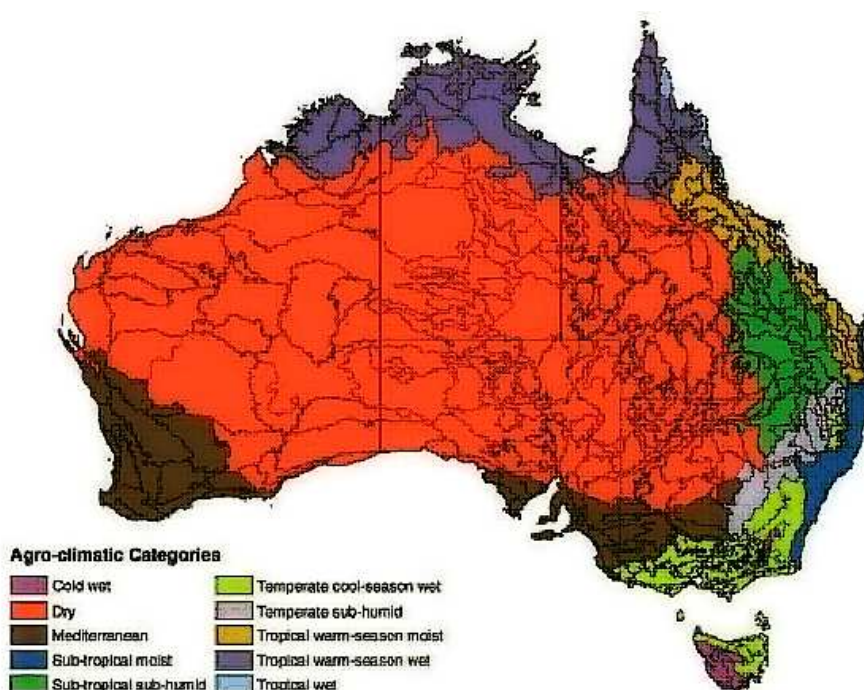 Agro-climatic Categories
Cold wet
Dry
Mediterranean
Sub-tropical moist
Sub-tropical sub-humid
Temperate cool-season wet
Temperate sub-humid
Tropical warm-season moist
Tropical warm-season wet
Tropical wet